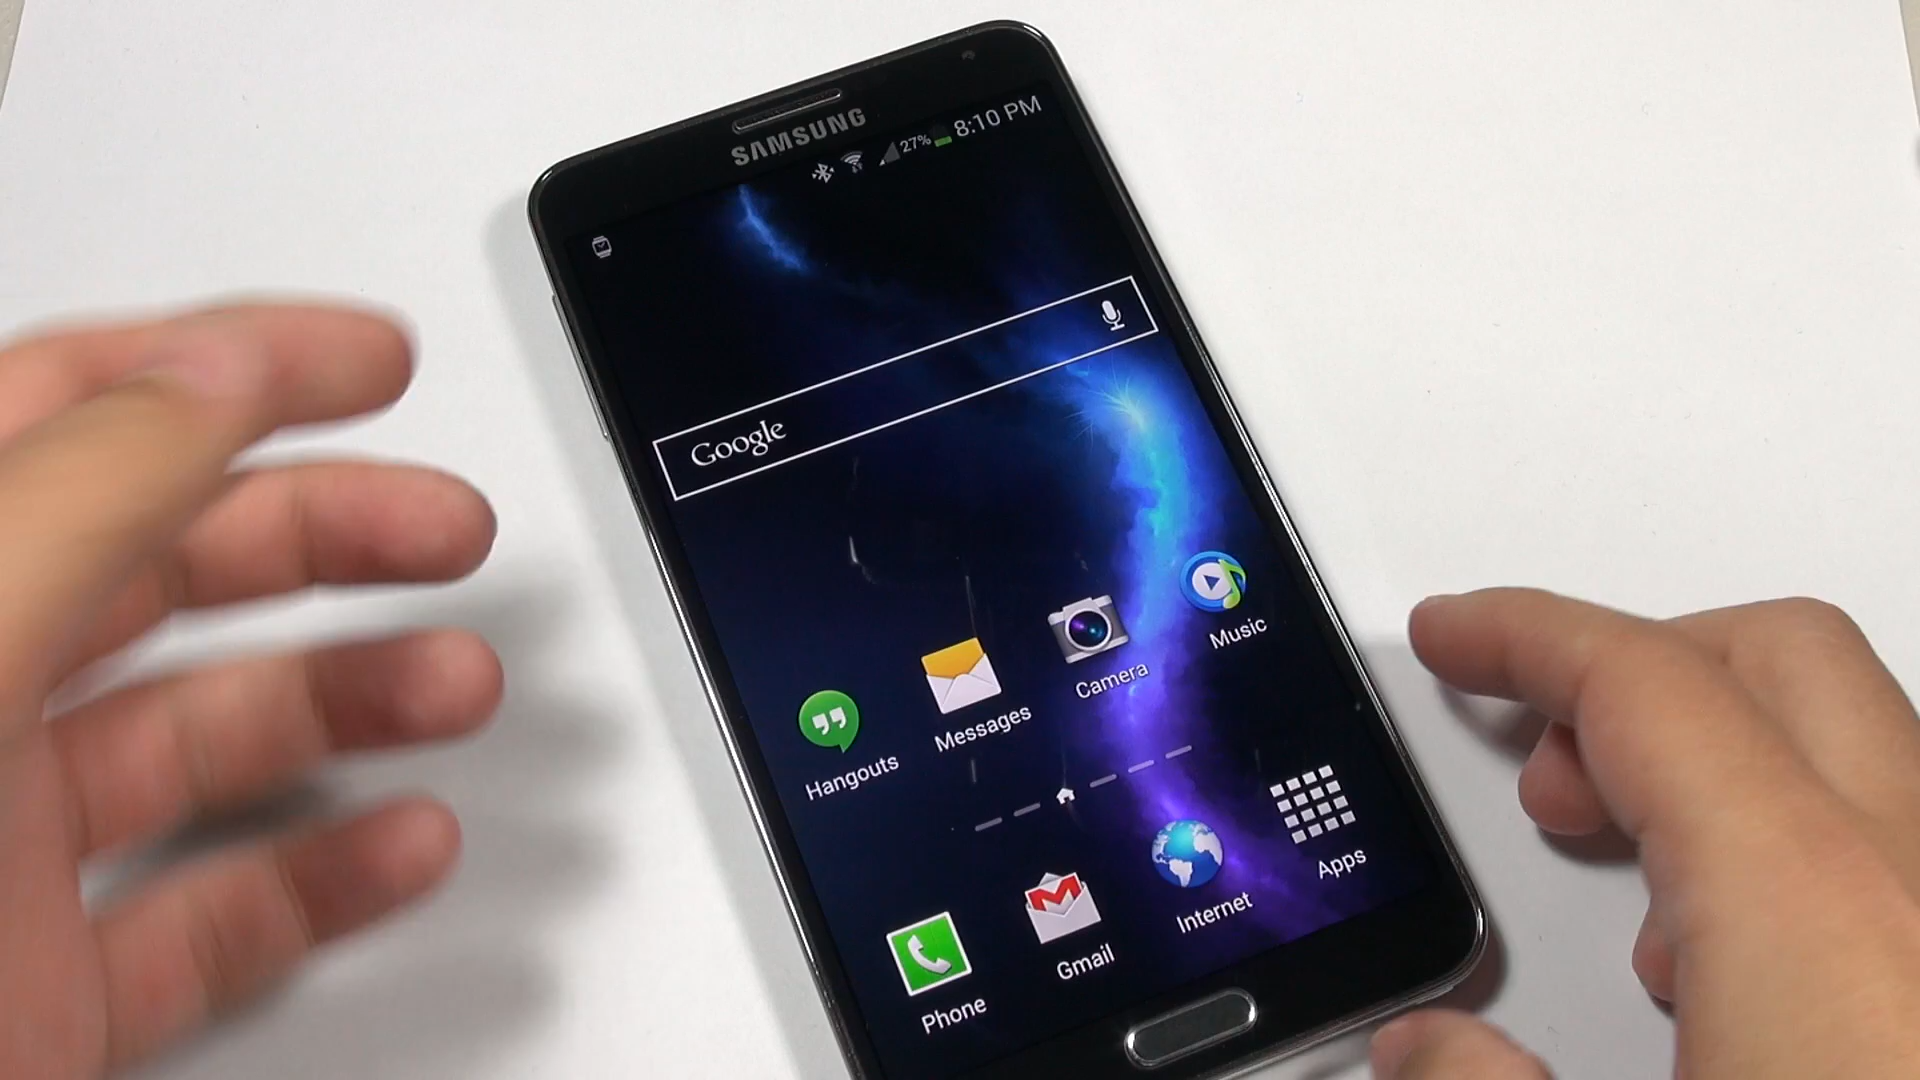 SAMSUNG
27% 8:10 PM
Google
Music
Camera
Messages
Hangouts
Apps
Internet
Gmail
Phone